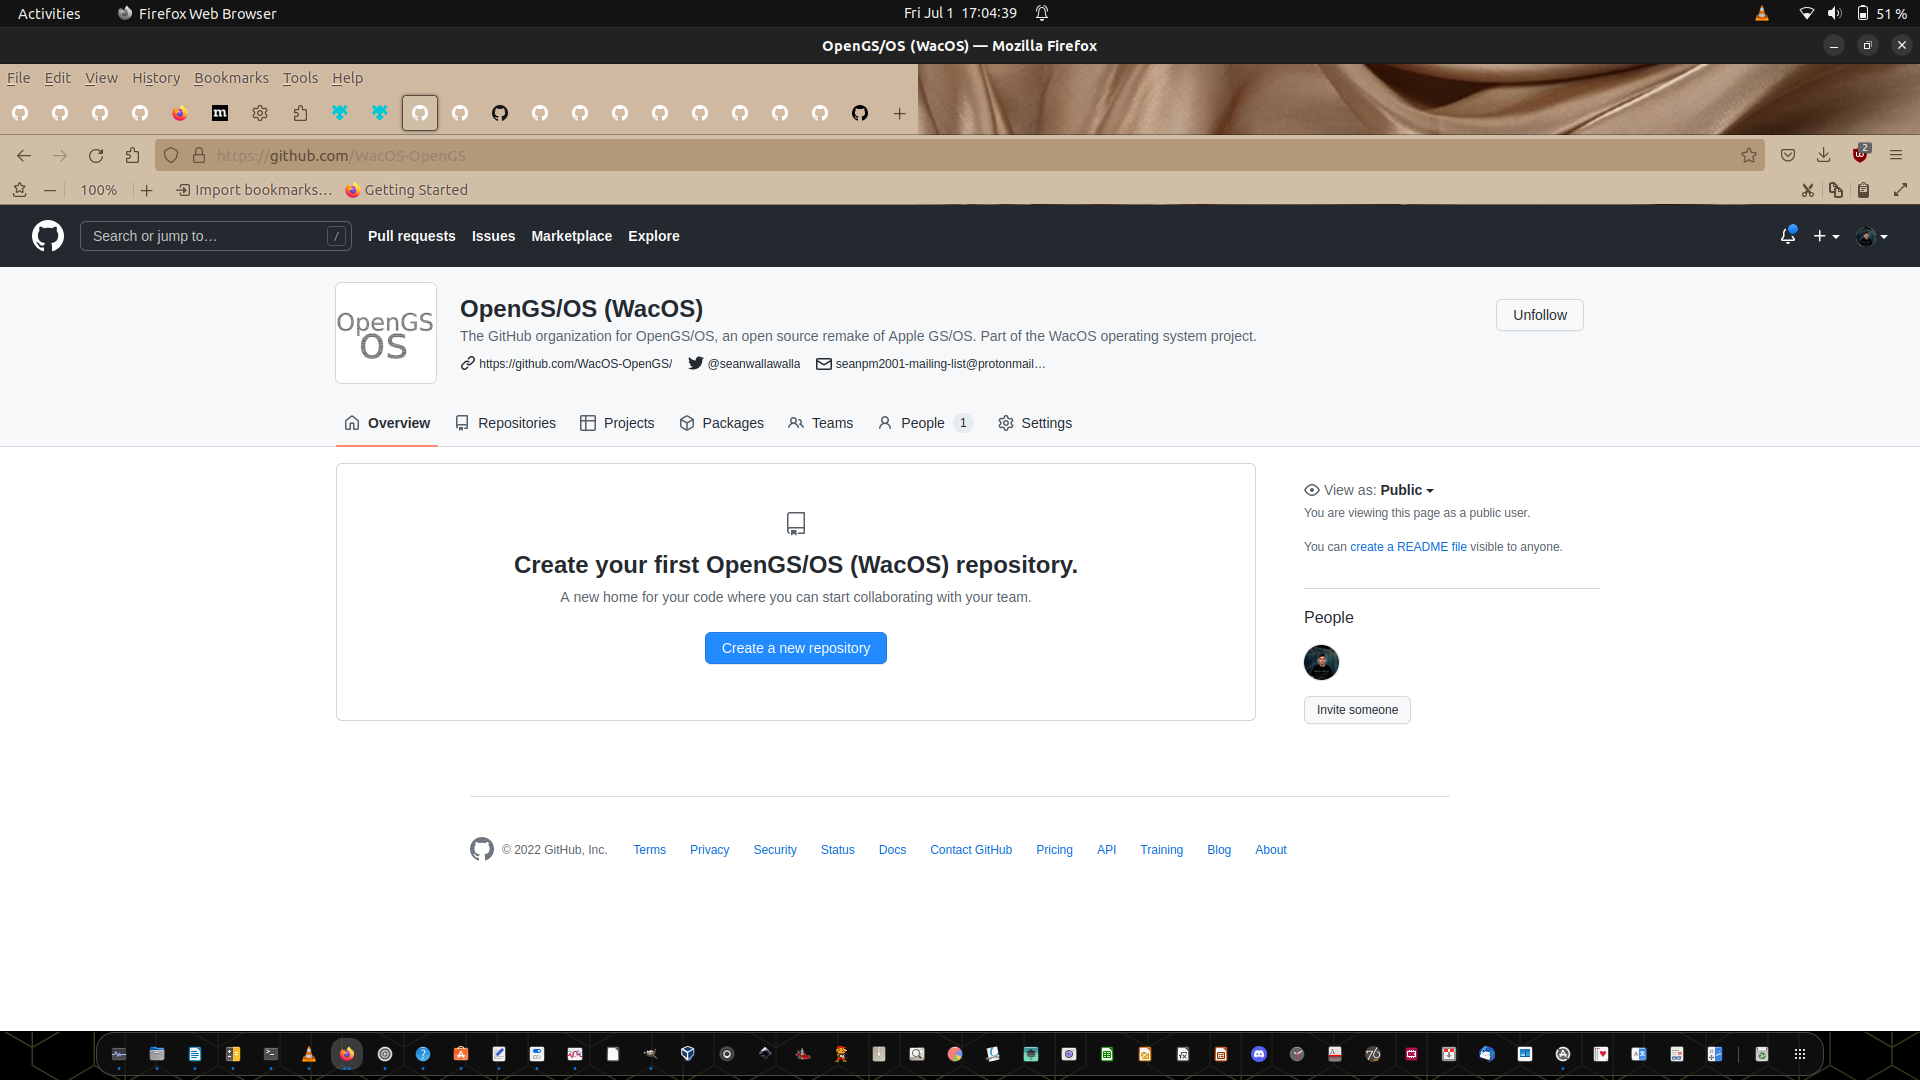 Activities
Firefox Web Browser
Fri Jul 1 17:04:39
51 %
OpenGS/OS (WacOS) — Mozilla Firefox
File Edit View History Bookmarks Tools Help
m
https://github.com/WacOS-OpenGS
2
100%
Import bookmarks…
Getting Started
Search or jump to…
/
Pull requests
Issues
Marketplace
Explore
OpenGS
OS
OpenGS/OS (WacOS)
The GitHub organization for OpenGS/OS, an open source remake of Apple GS/OS. Part of the WacOS operating system project.
https://github.com/WacOS-OpenGS/
@seanwallawalla
seanpm2001-mailing-list@protonmail…
Unfollow
Overview
Repositories
Projects
Packages
Teams
People 1
Settings
Create your first OpenGS/OS (WacOS) repository.
A new home for your code where you can start collaborating with your team.
Create a new repository
View as: Public
You are viewing this page as a public user.
You can create a README file visible to anyone.
People
Invite someone
© 2022 GitHub, Inc.
Terms
Privacy
Security
Status
Docs
Contact GitHub
Pricing
API
Training
Blog
About